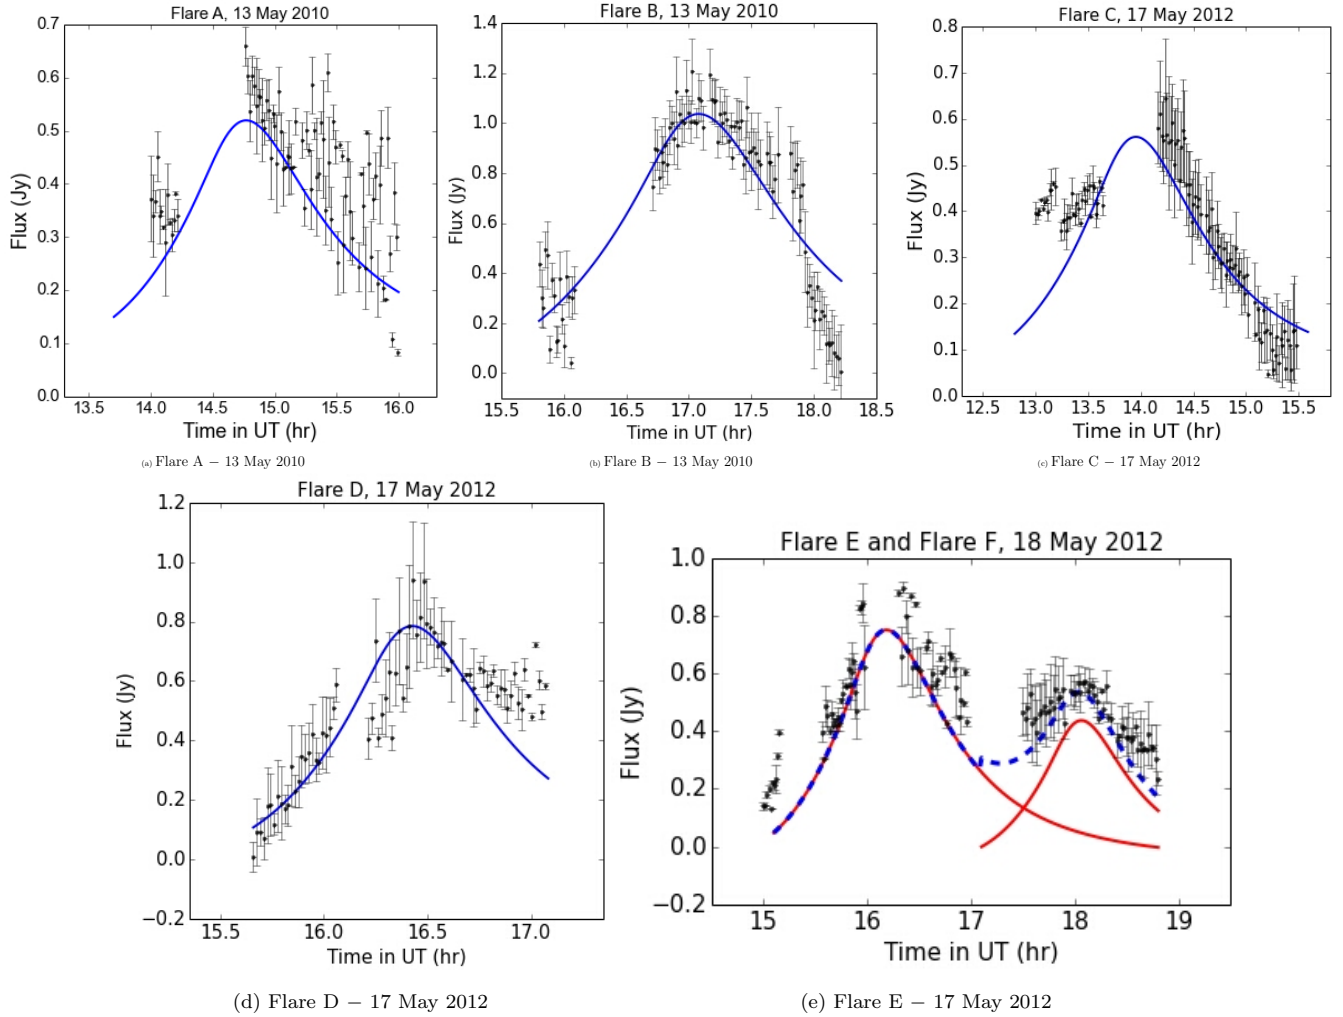 Flare A, 13 May 2010
0.7
0.6
0.5
0.4
0.3
0.2
0.1
0.0
Flux (Jy)
13.5 14.0 14.5 15.0 15.5 16.0
Time in UT (hr)
(a) Flare A − 13 May 2010
Flare B, 13 May 2010
1.4
1.2
1.0
0.8
0.6
0.4
0.2
0.0
Flux (Jy)
15.5 16.0 16.5 17.0 17.5 18.0 18.5
Time in UT (hr)
(b) Flare B − 13 May 2010
Flare C, 17 May 2012
0.8
0.7
0.6
0.5
0.4
0.3
0.2
0.1
0.0
Flux (Jy)
12.5 13.0 13.5 14.0 14.5 15.0 15.5
Time in UT (hr)
(c) Flare C − 17 May 2012
Flare D, 17 May 2012
1.2
1.0
0.8
0.6
0.4
0.2
0.0
−0.2
Flux (Jy)
15.5 16.0 16.5 17.0
Time in UT (hr)
(d) Flare D − 17 May 2012
Flare E and Flare F, 18 May 2012
1.0
0.8
0.6
0.4
0.2
0.0
−0.2
Flux (Jy)
15 16 17 18 19
Time in UT (hr)
(e) Flare E − 17 May 2012